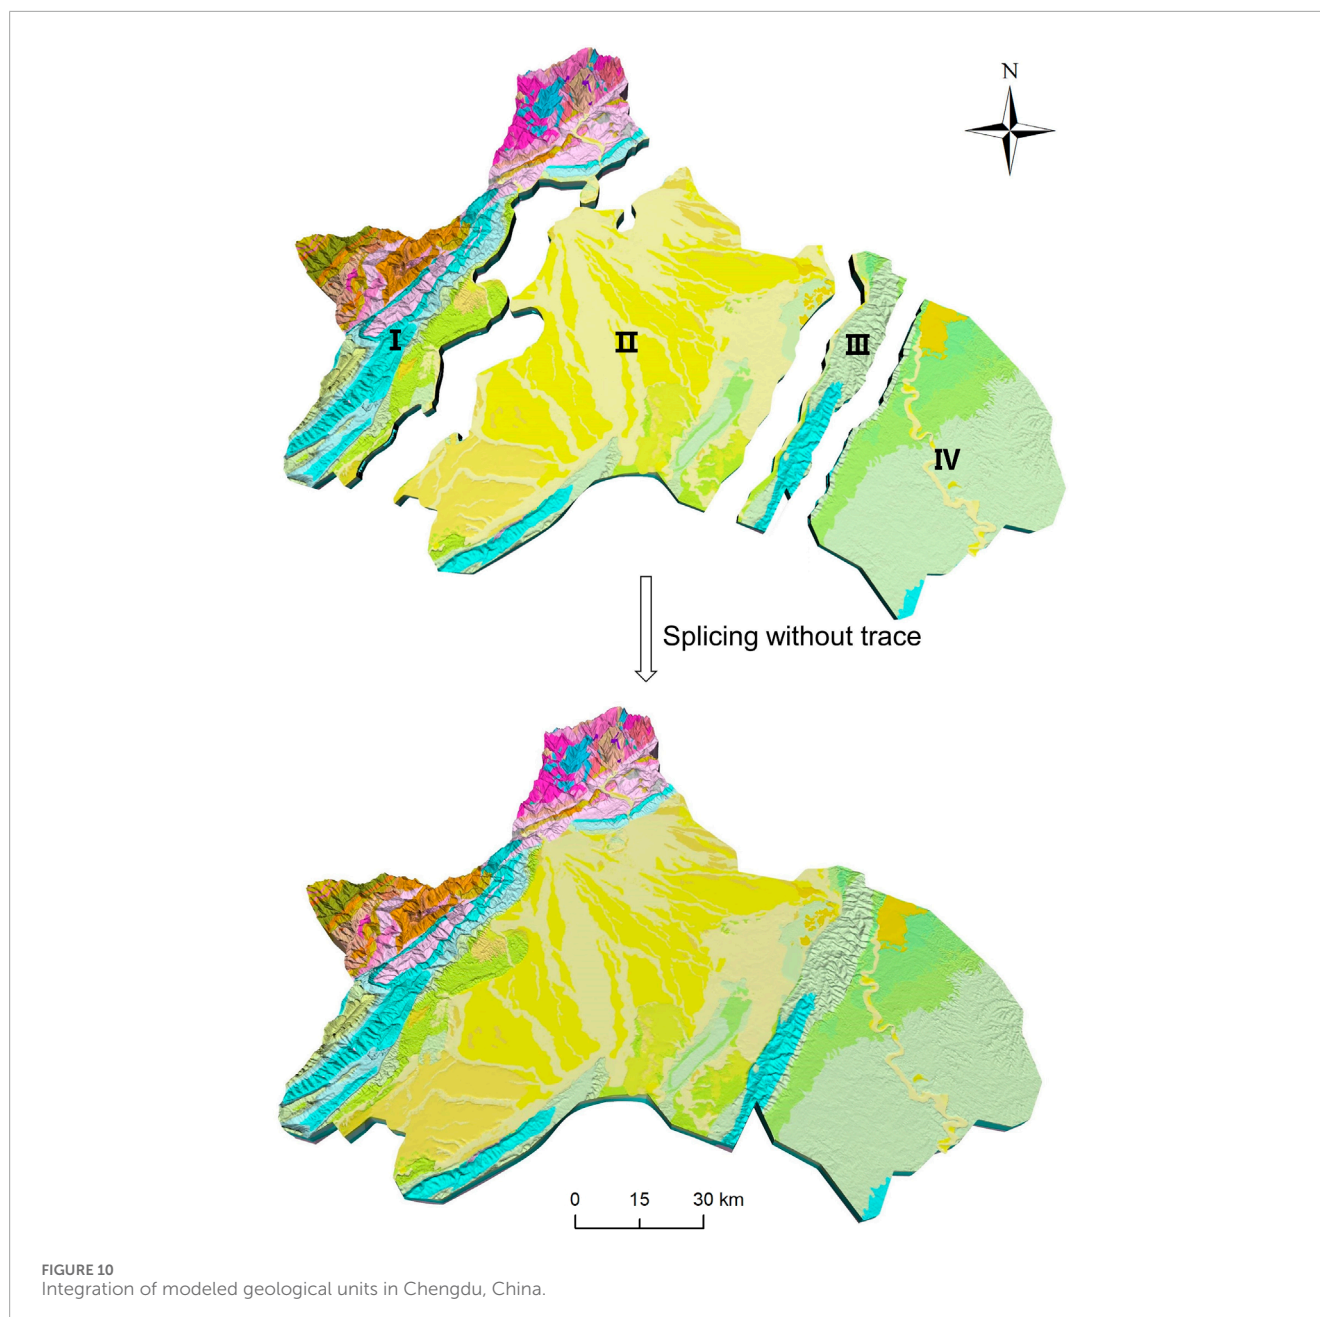 N
I
II
III
IV
Splicing without trace
0 15 30 km
FIGURE 10
Integration of modeled geological units in Chengdu, China.